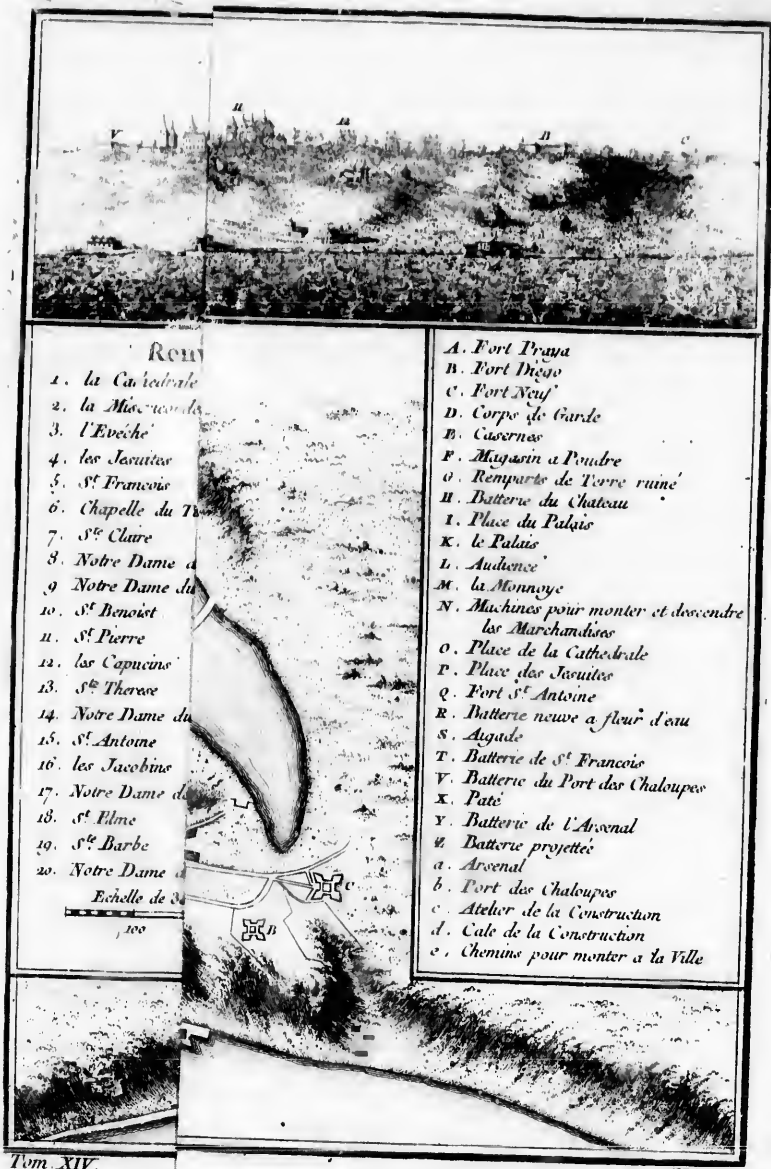 V 11 12 B C
1. la Cathedrale
2. la Misericorde
3. l'Evéché
4. les Jesuites
5. S.t Francois
6. Chapelle du
7. S.te Claire
8. Notre Dame d
9 Notre Dame du
10. S.t Benoist
11. S.t Pierre
12. les Capucins
13. S.te Therese
14. Notre Dame du
15. S.t Antoine
16 les Jacobins
17. Notre Dame d
18. S.t Elme
19. S.te Barbe
20. Notre Dame d
Echelle de
100
C
B
A. Fort Praya
B. Fort Diego
C. Fort Neuf
D. Corps de Garde
E. Casernes
F. Magasin a Poudre
G. Remparts de Terre ruiné
H. Batterie du Chateau
I. Place du Palais
K. le Palais
L. Audience
M. la Monnoye
N. Machines pour monter et descendre
les Marchandises
O. Place de la Cathedrale
P. Place des Jesuites
Q. Fort S.t Antoine
R. Batterie neuve a fleur d'eau
S. Aigade
T. Batterie de S.t Francois
V. Batterie du Port des Chaloupes
X. Paté
Y. Batterie de l'Arsenal
Z. Batterie projettée
a. Arsenal
b. Port des Chaloupes
c. Atelier de la Construction
d. Cale de la Construction
e. Chemins pour monter a la Ville
Tom. XIV.